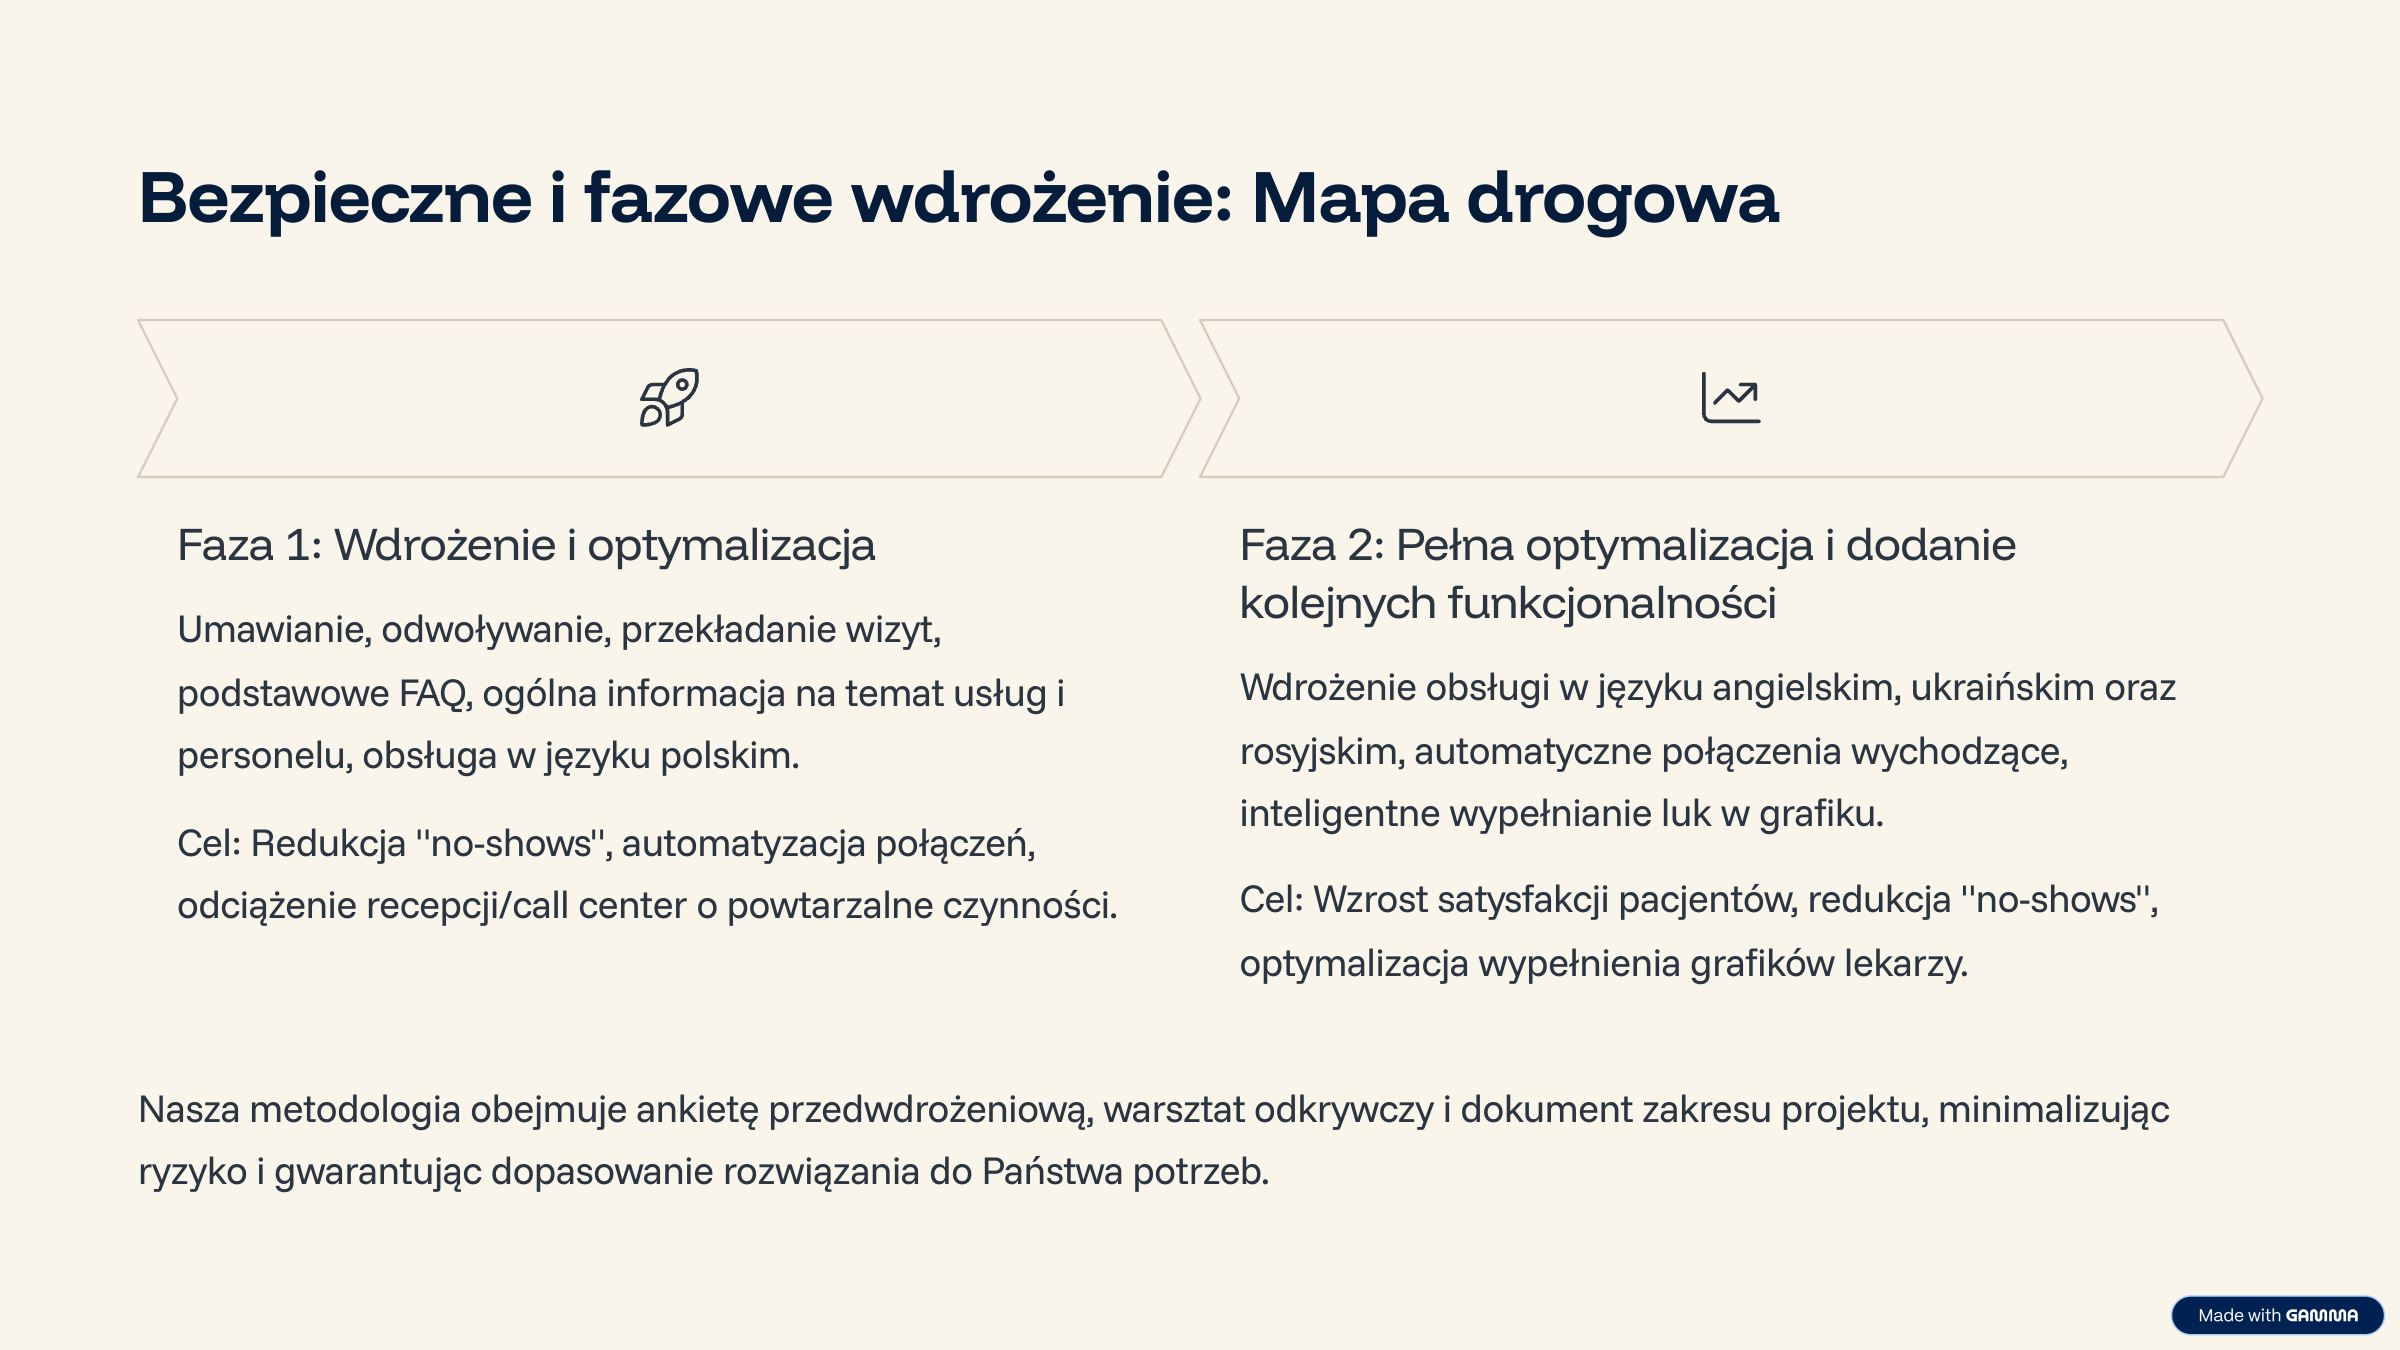 Bezpieczne i fazowe wdrożenie: Mapa drogowa
Faza 1: Wdrożenie i optymalizacja
Umawianie, odwoływanie, przekładanie wizyt,
podstawowe FAQ, ogólna informacja na temat usług i
personelu, obsługa w języku polskim.
Cel: Redukcja "no-shows", automatyzacja połączeń,
odciążenie recepcji/call center o powtarzalne czynności.
Faza 2: Pełna optymalizacja i dodanie
kolejnych funkcjonalności
Wdrożenie obsługi w języku angielskim, ukraińskim oraz
rosyjskim, automatyczne połączenia wychodzące,
inteligentne wypełnianie luk w grafiku.
Cel: Wzrost satysfakcji pacjentów, redukcja "no-shows",
optymalizacja wypełnienia grafików lekarzy.
Nasza metodologia obejmuje ankietę przedwdrożeniową, warsztat odkrywczy i dokument zakresu projektu, minimalizując
ryzyko i gwarantując dopasowanie rozwiązania do Państwa potrzeb.
Made with GAMMA